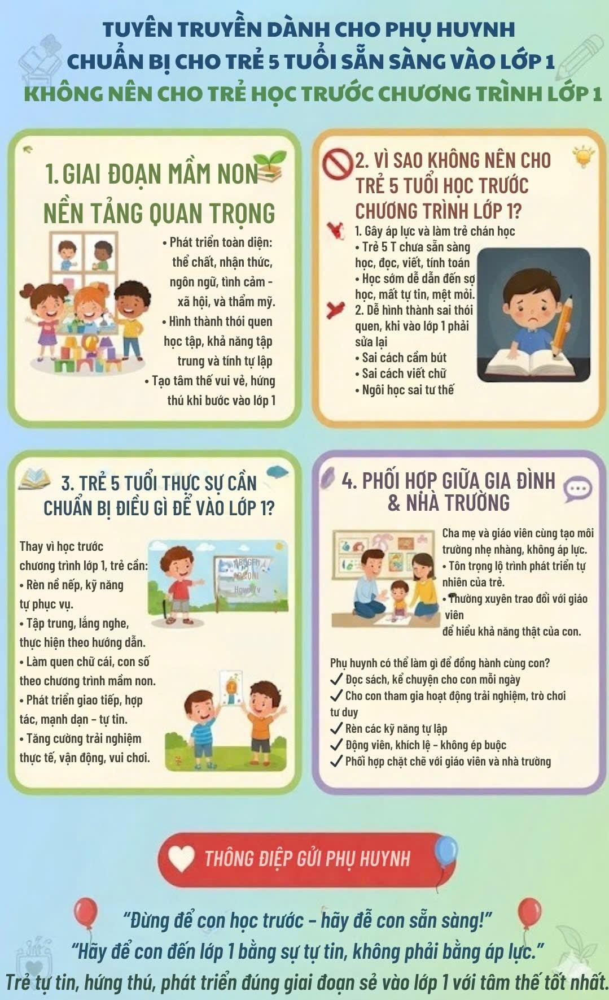 TUYÊN TRUYỀN DÀNH CHO PHỤ HUYNH
CHUẨN BỊ CHO TRẺ 5 TUỔI SẴN SÀNG VÀO LỚP 1
KHÔNG NÊN CHO TRẺ HỌC TRƯỚC CHƯƠNG TRÌNH LỚP 1
1. GIAI ĐOẠN MẦM NON -
NỀN TẢNG QUAN TRỌNG
• Phát triển toàn diện:
thể chất, nhận thức,
ngôn ngữ, tình cảm -
xã hội, và thẩm mỹ.
• Hình thành thói quen
học tập, khả năng tập
trung và tính tự lập
• Tạo tâm thế vui vẻ, hứng
thú khi bước vào lớp 1
2. VÌ SAO KHÔNG NÊN CHO
TRẺ 5 TUỔI HỌC TRƯỚC
CHƯƠNG TRÌNH LỚP 1?
1. Gây áp lực và làm trẻ chán học
• Trẻ 5 T chưa sẵn sàng
học, đọc, viết, tính toán
• Học sớm dễ dẫn đến sợ
học, mất tự tin, mệt mỏi.
2. Dễ hình thành sai thói
quen, khi vào lớp 1 phải
sửa lại
• Sai cách cầm bút
• Sai cách viết chữ
• Ngôi học sai tư thế
3. TRẺ 5 TUỔI THỰC SỰ CẦN
CHUẨN BỊ ĐIỀU GÌ ĐỂ VÀO LỚP 1?
Thay vì học trước
chương trình lớp 1, trẻ cần:
• Rèn nề nếp, kỹ năng
tự phục vụ.
• Tập trung, lắng nghe,
thực hiện theo hướng dẫn.
• Làm quen chữ cái, con số
theo chương trình mầm non.
• Phát triển giao tiếp, hợp
tác, mạnh dạn – tự tin.
• Tăng cường trải nghiệm
thực tế, vận động, vui chơi.
4. PHỐI HỢP GIỮA GIA ĐÌNH
& NHÀ TRƯỜNG
Cha mẹ và giáo viên cùng tạo môi
trường nhẹ nhàng, không áp lực.
• Tôn trọng lộ trình phát triển tự
nhiên của trẻ.
• Thường xuyên trao đổi với giáo
viên
để hiểu khả năng thật của con.
Phụ huynh có thể làm gì để đồng hành cùng con?
✓ Đọc sách, kể chuyện cho con mỗi ngày
✓ Cho con tham gia hoạt động trải nghiệm, trò chơi
tư duy
✓ Rèn các kỹ năng tự lập
✓ Động viên, khích lệ – không ép buộc
✓ Phối hợp chặt chẽ với giáo viên và nhà trường
THÔNG ĐIỆP GỬI PHỤ HUYNH
“Đừng để con học trước – hãy đễ con sẵn sàng!”
“Hãy để con đến lớp 1 bằng sự tự tin, không phải bằng áp lực.”
Trẻ tự tin, hứng thú, phát triển đúng giai đoạn sẻ vào lớp 1 với tâm thế tốt nhất.